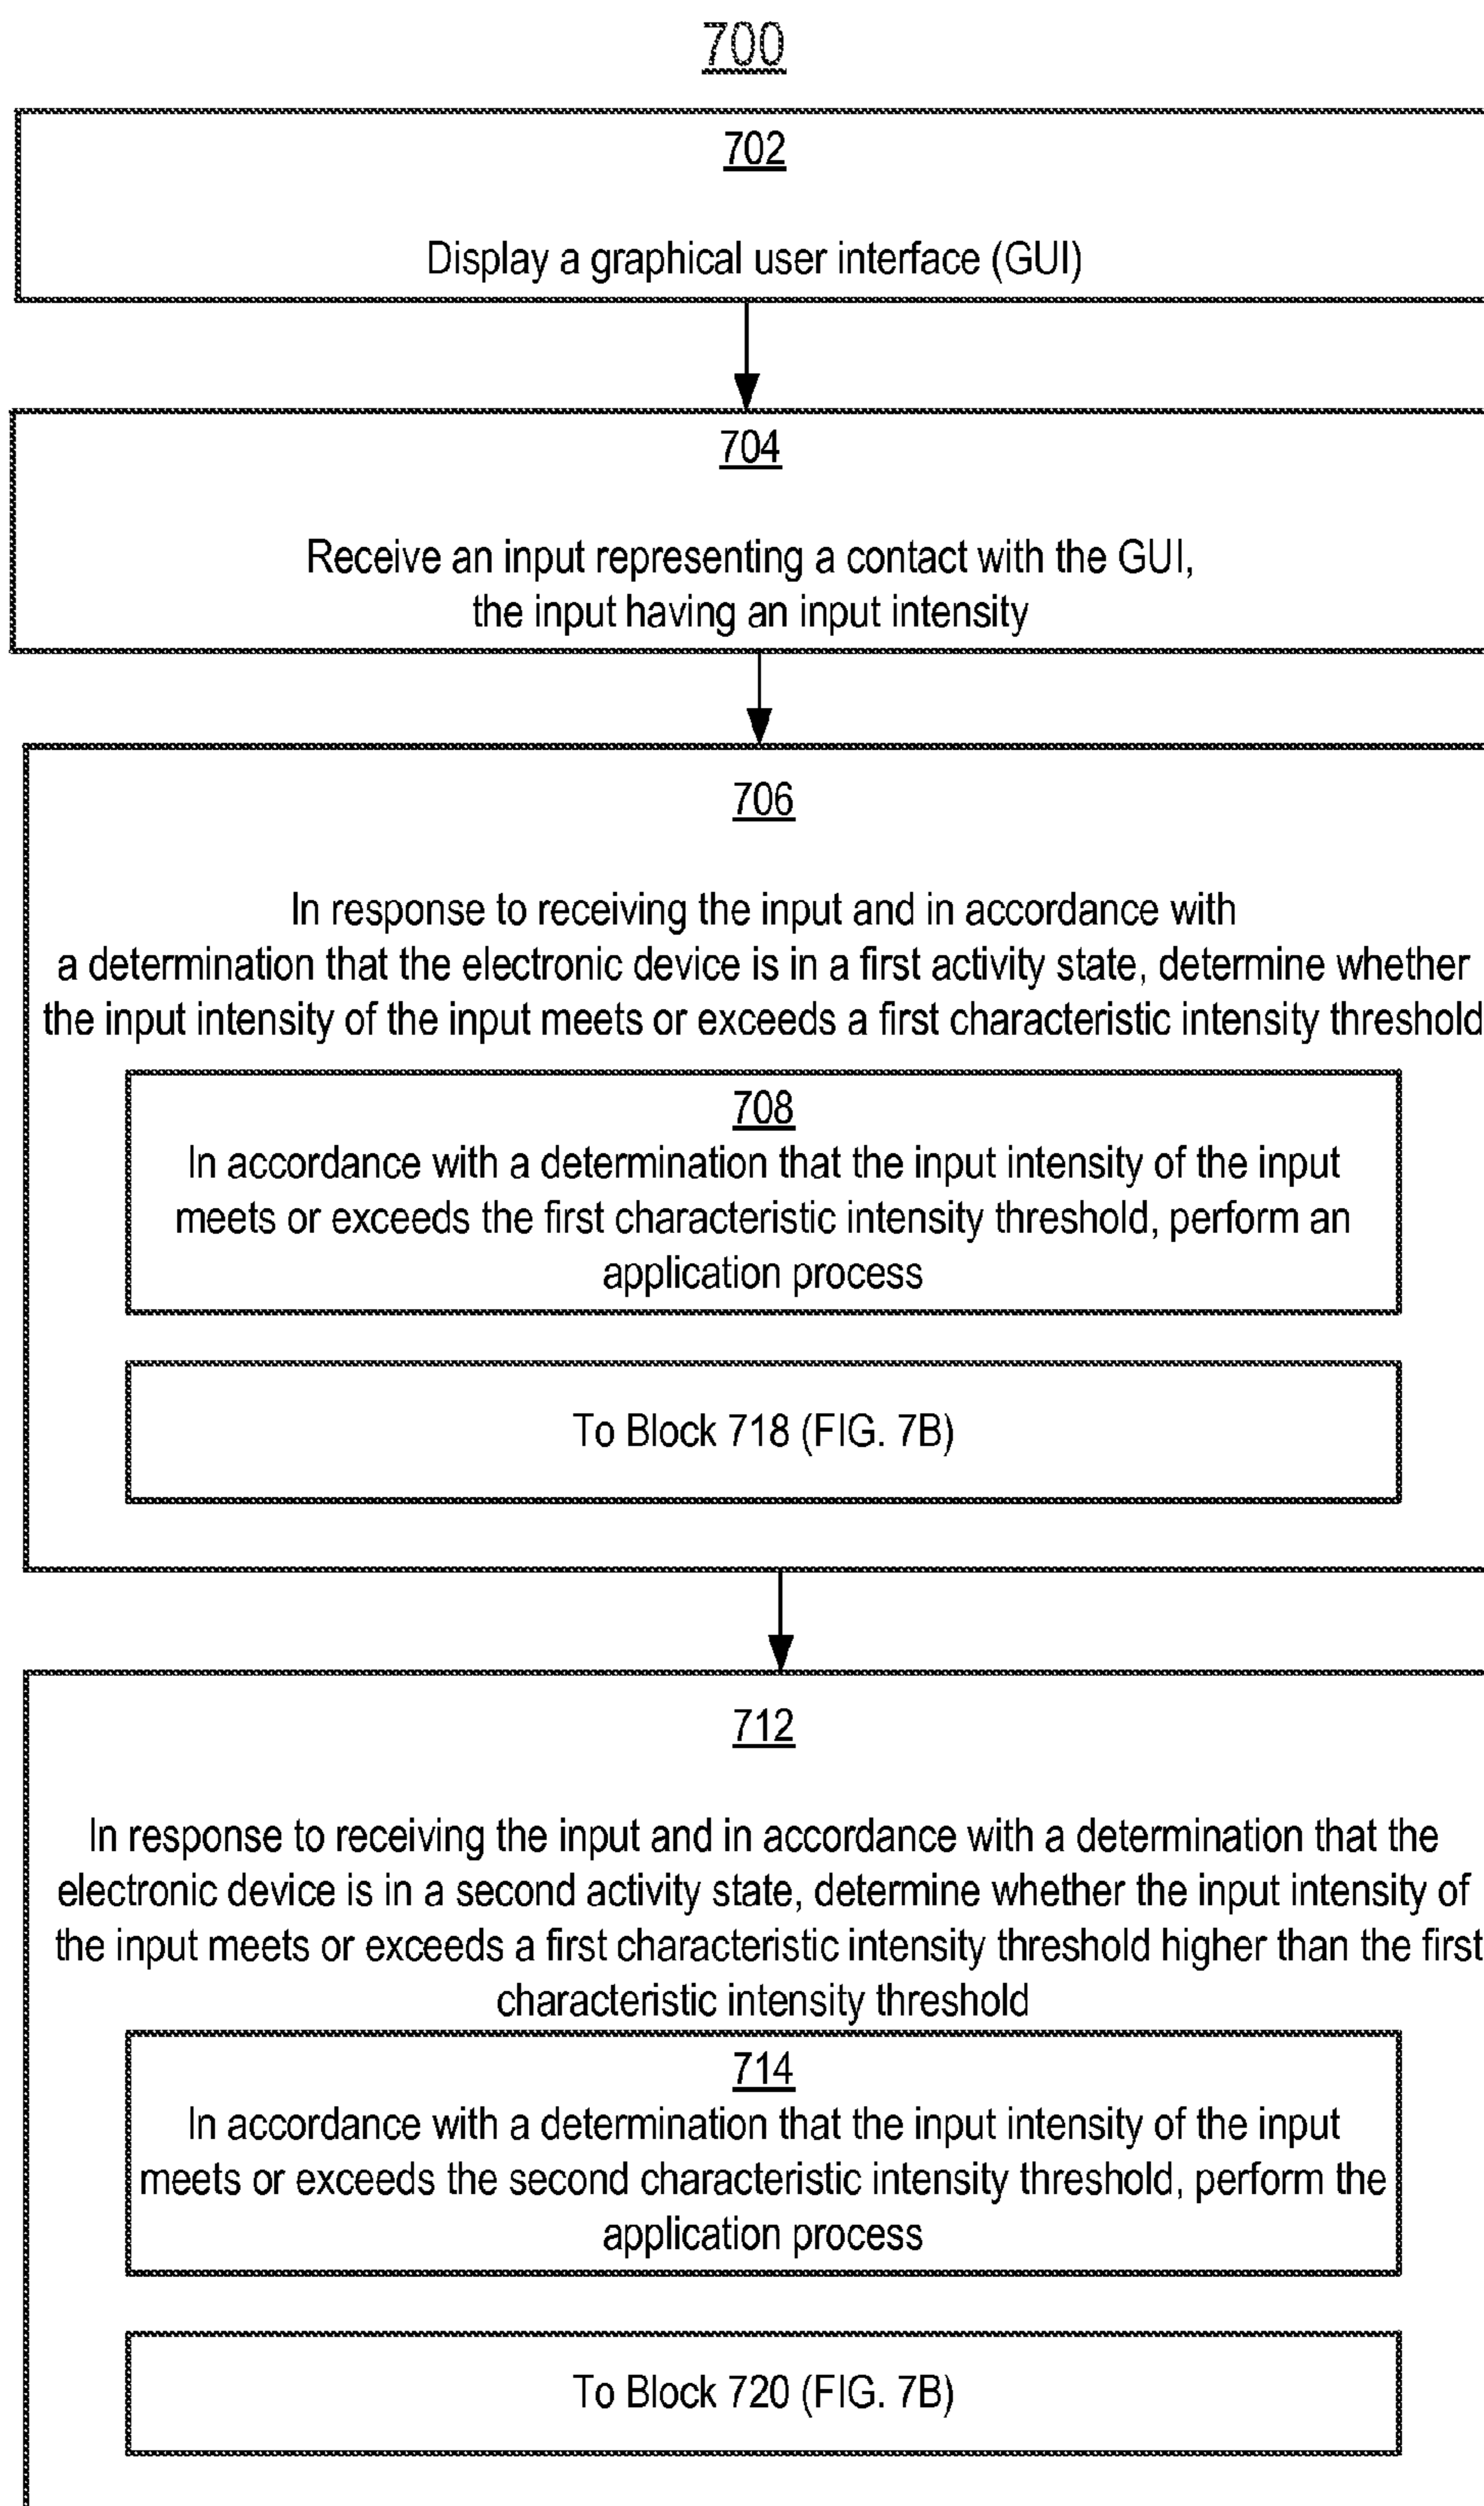 700
702
Display a graphical user interface (GUI)
704
Receive an input representing a contact with the GUI,
the input having an input intensity
706
In response to receiving the input and in accordance with
a determination that the electronic device is in a first activity state, determine whether
the input intensity of the input meets or exceeds a first characteristic intensity threshold
708
In accordance with a determination that the input intensity of the input
meets or exceeds the first characteristic intensity threshold, perform an
application process
To Block 718 (FIG. 7B)
712
In response to receiving the input and in accordance with a determination that the
electronic device is in a second activity state, determine whether the input intensity of
the input meets or exceeds a first characteristic intensity threshold higher than the first
characteristic intensity threshold
714
In accordance with a determination that the input intensity of the input
meets or exceeds the second characteristic intensity threshold, perform the
application process
To Block 720 (FIG. 7B)